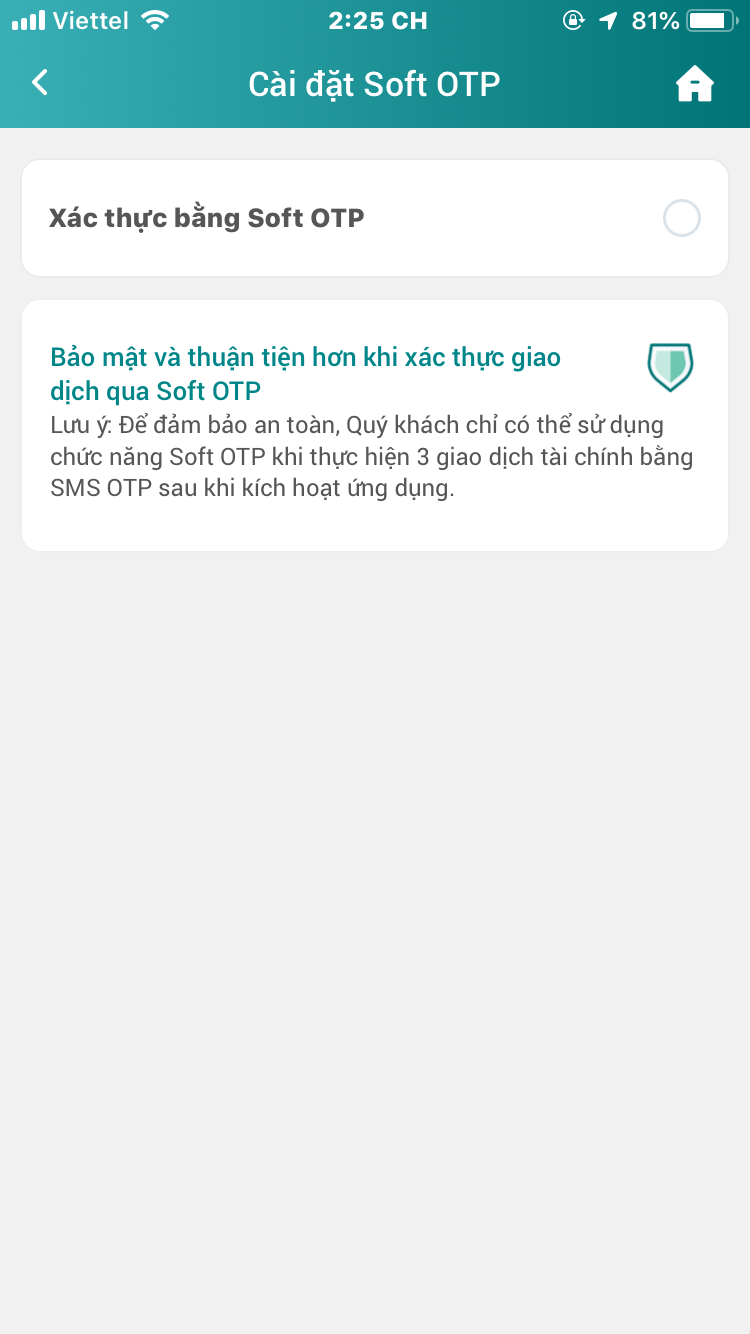 Viettel 2:25 CH 81%
Cài đặt Soft OTP
Xác thực bằng Soft OTP
Bảo mật và thuận tiện hơn khi xác thực giao
dịch qua Soft OTP
Lưu ý: Để đảm bảo an toàn, Quý khách chỉ có thể sử dụng
chức năng Soft OTP khi thực hiện 3 giao dịch tài chính bằng
SMS OTP sau khi kích hoạt ứng dụng.